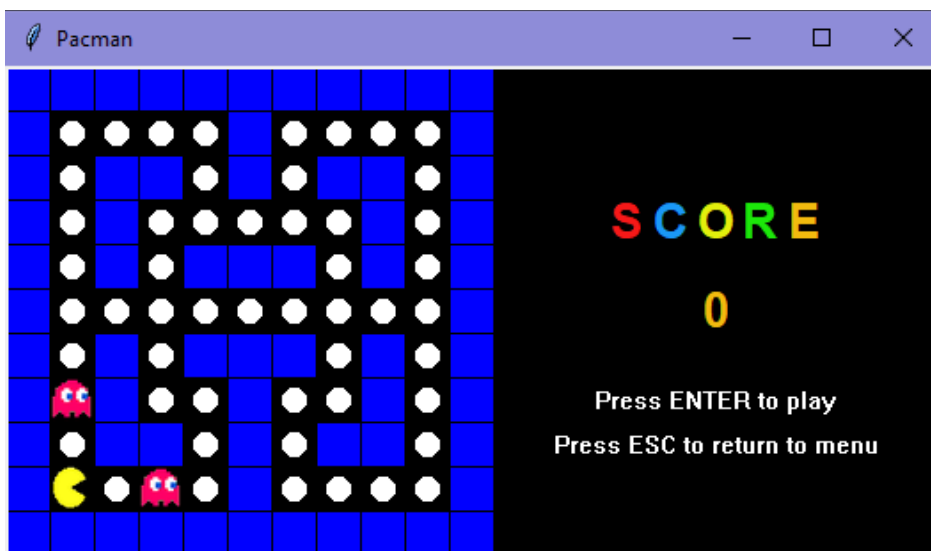 Pacman
SCORE
0
Press ENTER to play
Press ESC to return to menu